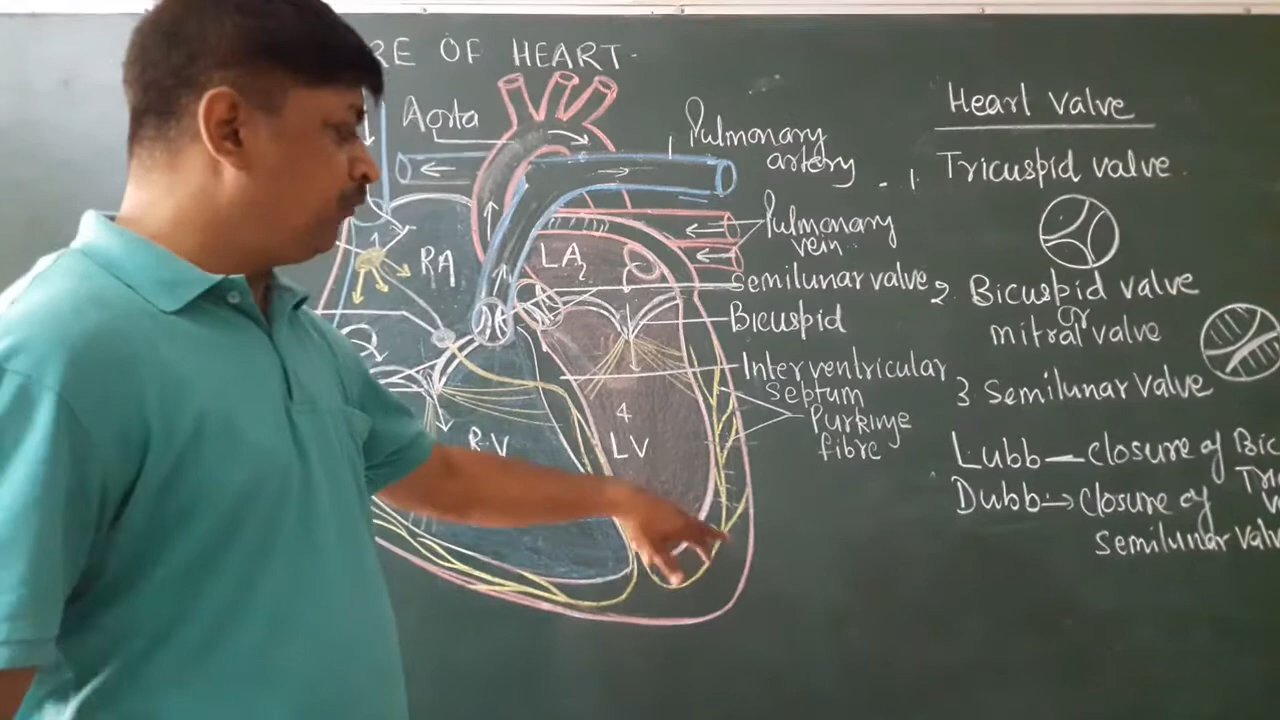 RE OF HEART-
Aorta
Pulmonary
artery
Pulmonary
vein
RA
LA
2
semilunar valve
Bicuspid
Interventricular
septum
Purkinje
fibre
4
R.V
LV
Heart Valve
1. Tricuspid valve
2. Bicuspid valve
or
mitral valve
3 Semilunar valve
Lubb – closure of Bic
Tri
Dubb → closure of
semilunar valv